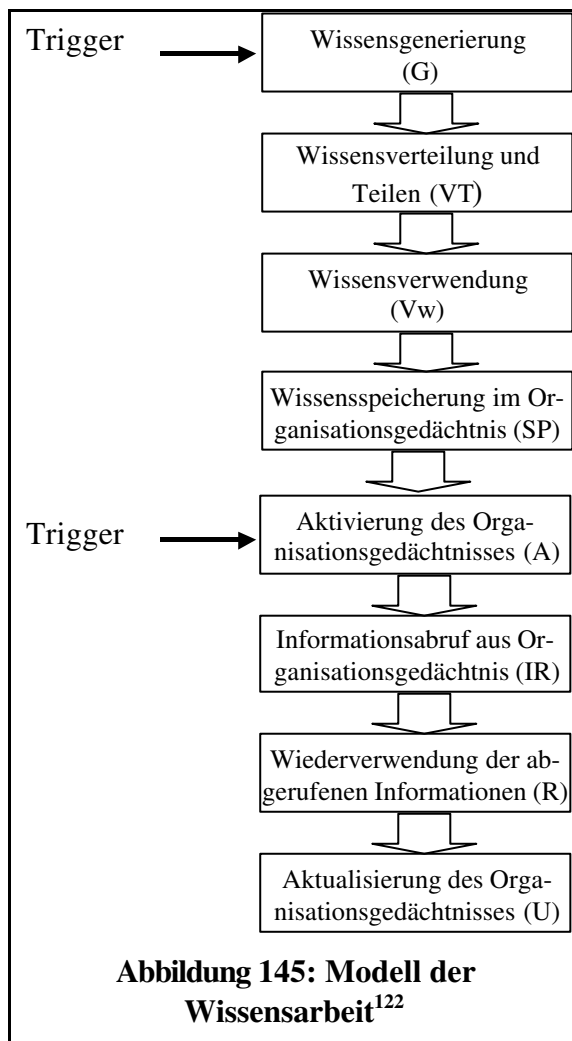 Trigger
Wissensgenerierung
(G)
Wissensverteilung und
Teilen (VT)
Wissensverwendung
(Vw)
Wissensspeicherung im Or-
ganisationsgedächtnis (SP)
Trigger
Aktivierung des Orga-
nisationsgedächtnisses (A)
Informationsabruf aus Or-
ganisationsgedächtnis (IR)
Wiederverwendung der ab-
gerufenen Informationen (R)
Aktualisierung des Orga-
nisationsgedächtnisses (U)
Abbildung 145: Modell der
Wissensarbeit¹²²